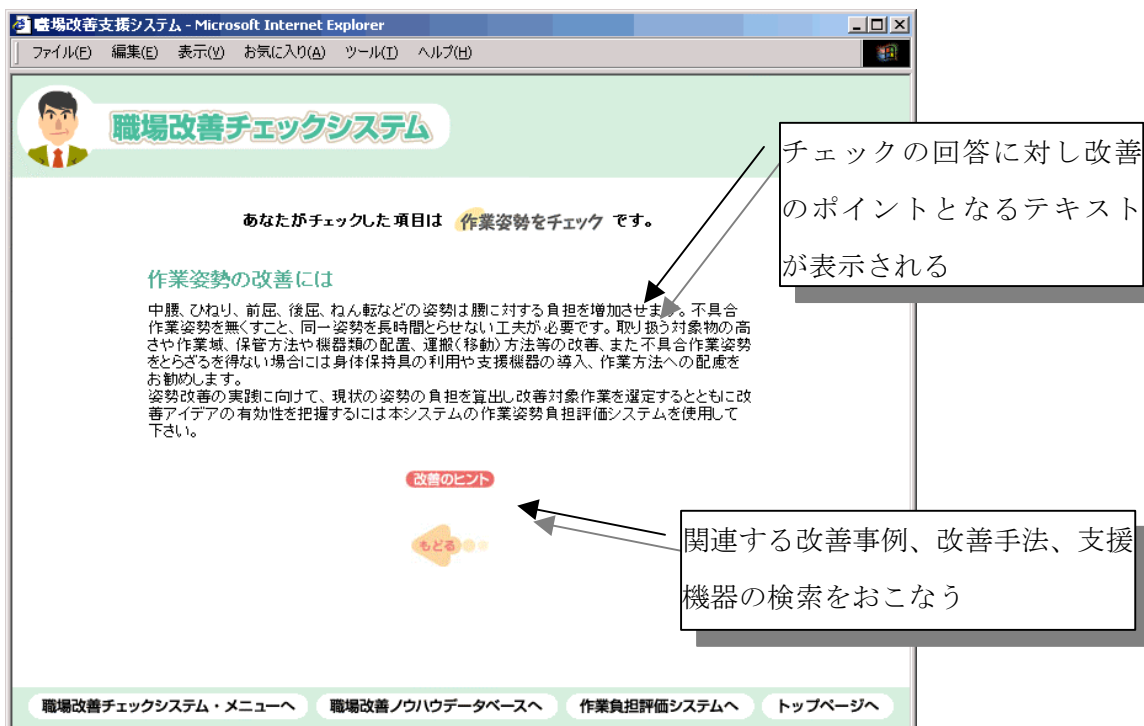 職場改善支援システム - Microsoft Internet Explorer
ファイル(F) 編集(E) 表示(V) お気に入り(A) ツール(T) ヘルプ(H)
職場改善チェックシステム
チェックの回答に対し改善
のポイントとなるテキスト
が表示される
あなたがチェックした項目は 作業姿勢をチェック です。
作業姿勢の改善には
中腰、ひねり、前屈、後屈、ねん転などの姿勢は腰に対する負担を増加させます。不具合
作業姿勢を無くすこと、同一姿勢を長時間とらせない工夫が必要です。取り扱う対象物の高
さや作業域、保管方法や機器類の配置、運搬(移動)方法等の改善、また不具合作業姿勢
をとらざるを得ない場合には身体保持具の利用や支援機器の導入、作業方法への配慮を
お勧めします。
姿勢改善の実践に向けて、現状の姿勢の負担を算出し改善対象作業を選定するとともに改
善アイデアの有効性を把握するには本システムの作業姿勢負担評価システムを使用して
下さい。
改善のヒント
もどる
関連する改善事例、改善手法、支援
機器の検索をおこなう
職場改善チェックシステム・メニューへ 職場改善ノウハウデータベースへ 作業負担評価システムへ トップページへ